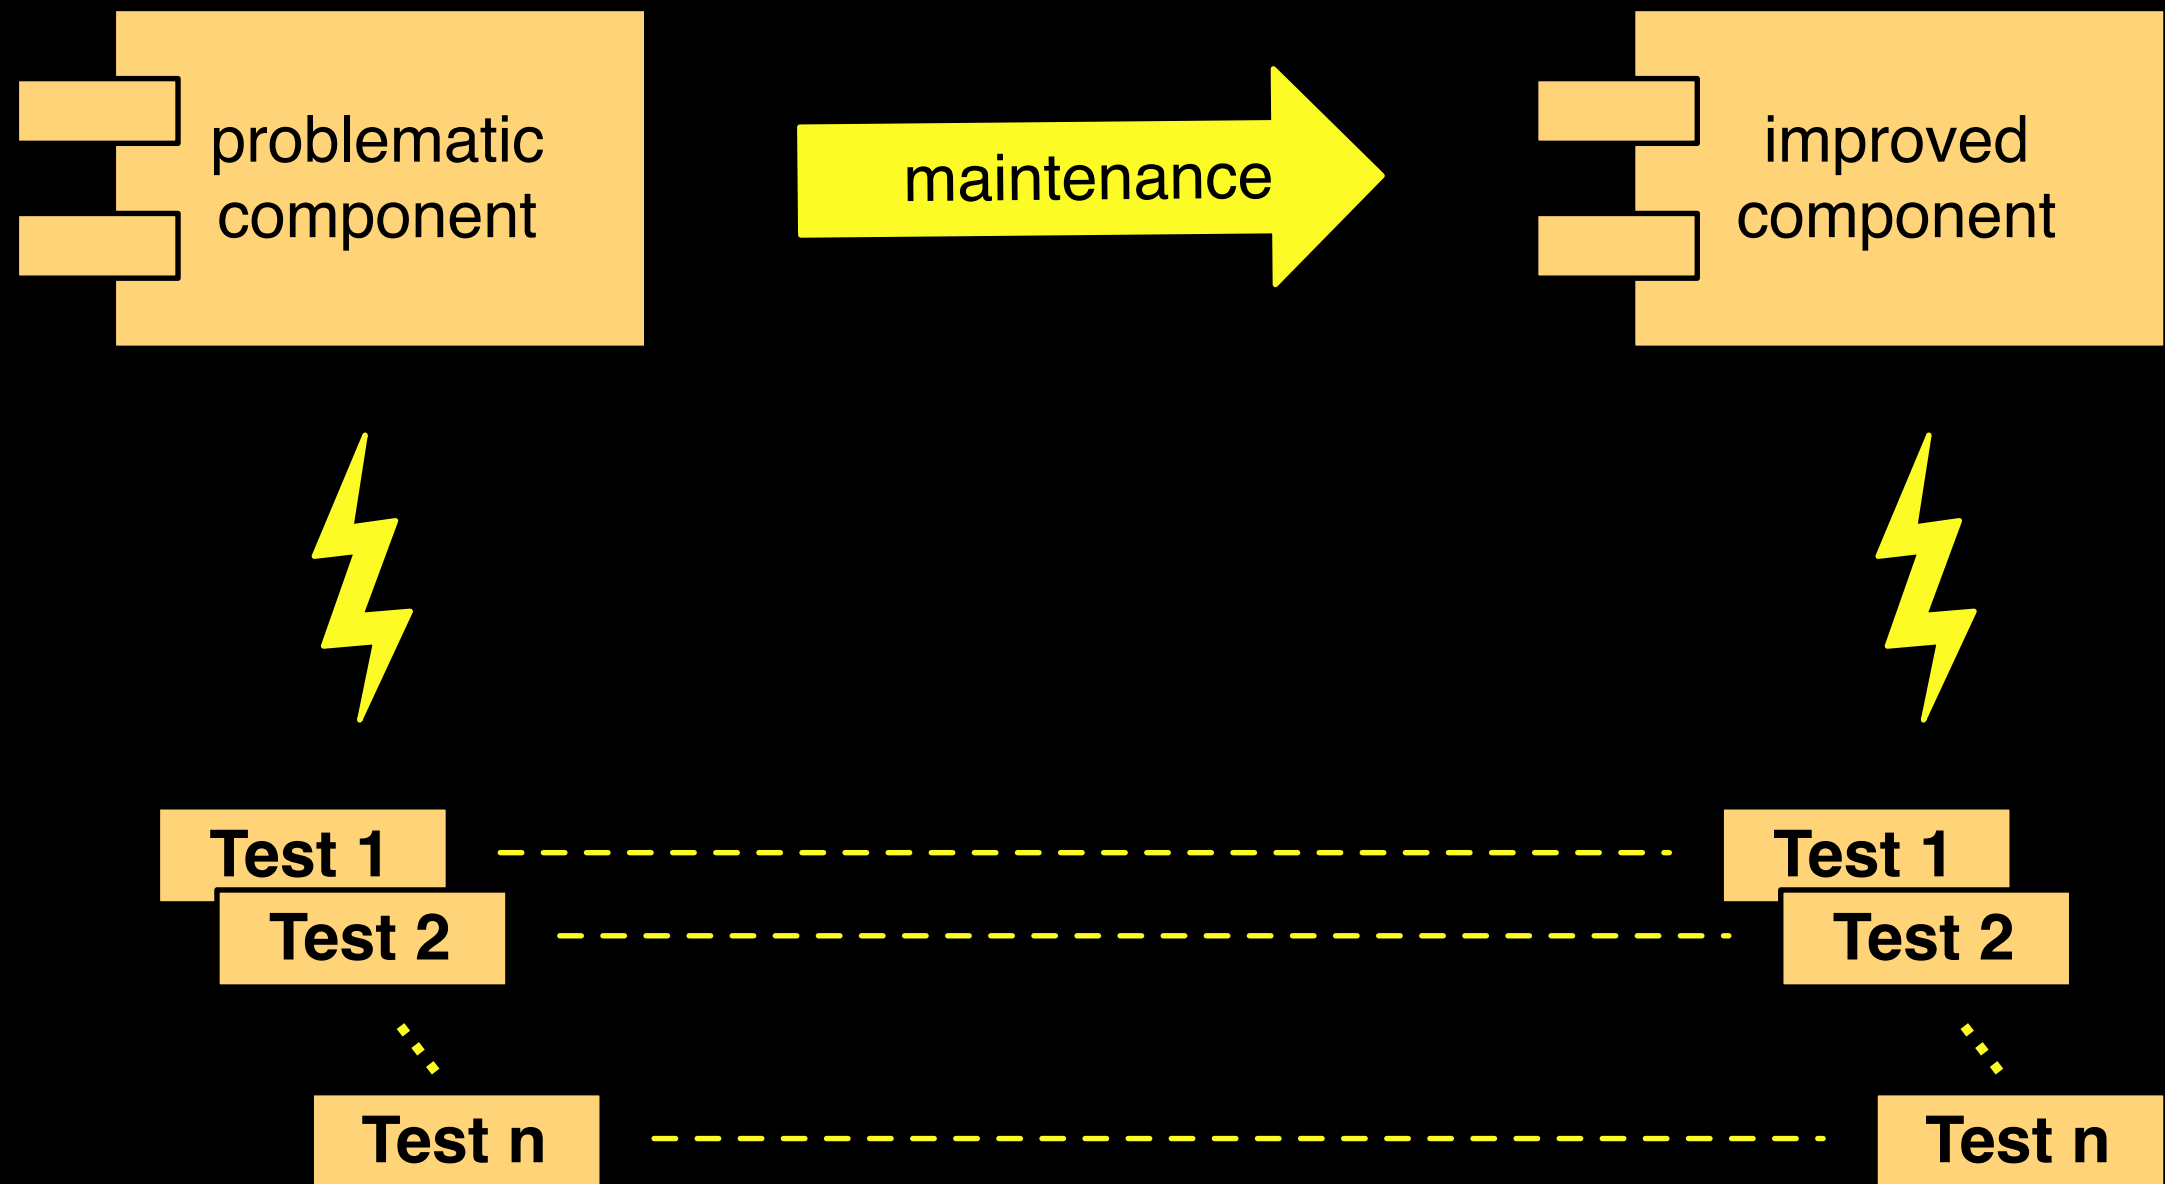 problematic
component
maintenance
improved
component
Test 1
Test 1
Test 2
Test 2
Test n
Test n